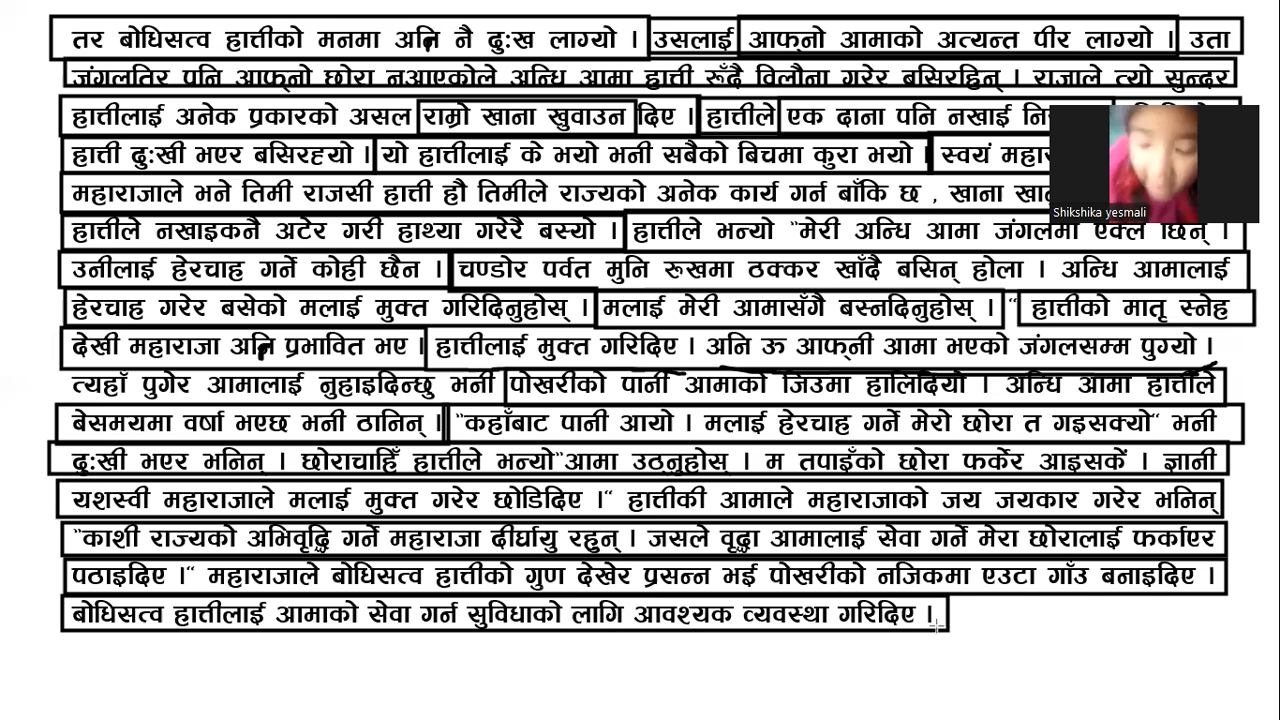 तर बोधिसत्व हात्तीको मनमा अति नै दुःख लाग्यो । उसलाई आफ्नो आमाको अत्यन्त पीर लाग्यो । उता
जंगलतिर पनि आफ्नो छोरा नआएकोले अन्धि आमा हात्ती रूँदै विलौना गरेर बसिरहिन् । राजाले त्यो सुन्दर
हात्तीलाई अनेक प्रकारको असल राम्रो खाना खुवाउन दिए । हात्तीले एक दाना पनि नखाई
हात्ती दुःखी भएर बसिरह्यो । यो हात्तीलाई के भयो भनी सबैको बिचमा कुरा भयो । स्वयं
महाराजाले भने तिमी राजसी हात्ती हौ तिमीले राज्यको अनेक कार्य गर्न बाँकि छ , खाना
हात्तीले नखाइकनै अटेर गरी हाथ्या गरेरै बस्यो । हात्तीले भन्यो "मेरी अन्धि आमा जंगलमा एक्लै छिन् ।
उनीलाई हेरचाह गर्ने कोही छैन । चण्डोर पर्वत मुनि रुखमा ठक्कर खाँदै बसिन् होला । अन्धि आमालाई
हेरचाह गरेर बसेको मलाई मुक्त गरिदिनुहोस् । मलाई मेरी आमासँगै बस्नदिनुहोस् । " हात्तीको मातृ स्नेह
देखी महाराजा अति प्रभावित भए । हात्तीलाई मुक्त गरिदिए । अनि ऊ आफ्नी आमा भएको जंगलसम्म पुग्यो ।
त्यहाँ पुगेर आमालाई नुहाइदिन्छु भनी पोखरीको पानी आमाको जिउमा हालिदियो । अन्धि आमा हात्तीले
बेसमयमा वर्षा भएछ भनी ठानिन् । "कहाँबाट पानी आयो । मलाई हेरचाह गर्ने मेरो छोरा त गइसक्यो" भनी
दुःखी भएर भनिन् । छोराचाहिँ हात्तीले भन्यो"आमा उठ्नुहोस् । म तपाइँको छोरा फर्केर आइसकें । ज्ञानी
यशस्वी महाराजाले मलाई मुक्त गरेर छोडिदिए ।" हात्तीकी आमाले महाराजाको जय जयकार गरेर भनिन्
"काशी राज्यको अभिवृद्धि गर्ने महाराजा दीर्घायु रहुन् । जसले वृद्धा आमालाई सेवा गर्ने मेरा छोरालाई फर्काएर
पठाइदिए ।" महाराजाले बोधिसत्व हात्तीको गुण देखेर प्रसन्न भई पोखरीको नजिकमा एउटा गाँउ बनाइदिए ।
बोधिसत्व हात्तीलाई आमाको सेवा गर्न सुविधाको लागि आवश्यक व्यवस्था गरिदिए ।
Shikshika yesmali